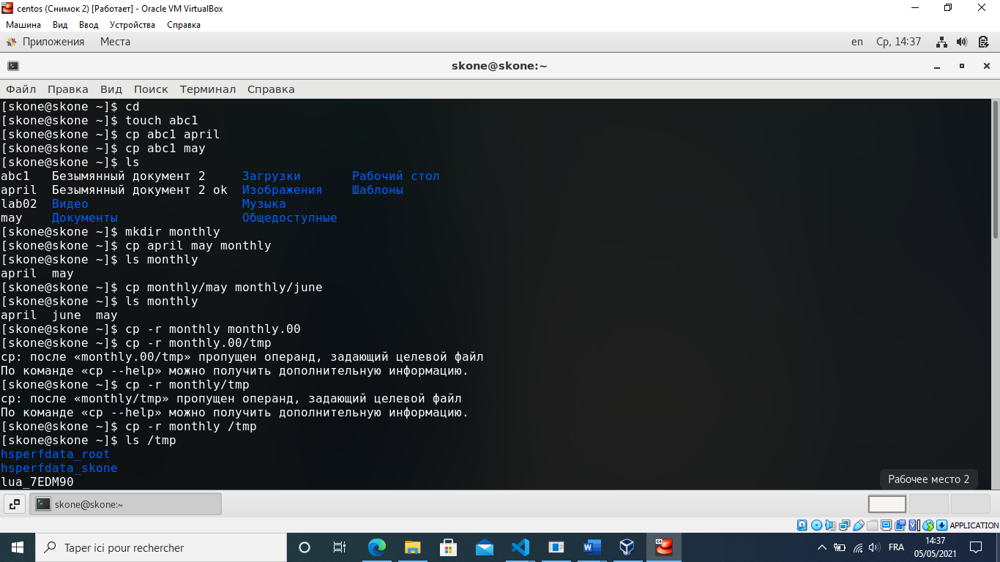 centos (Снимок 2) [Работает] - Oracle VM VirtualBox
Машина Вид Ввод Устройства Справка
Приложения Места en Ср, 14:37
skone@skone:~
Файл Правка Вид Поиск Терминал Справка
[skone@skone ~]$ cd
[skone@skone ~]$ touch abc1
[skone@skone ~]$ cp abc1 april
[skone@skone ~]$ cp abc1 may
[skone@skone ~]$ ls
abc1 Безымянный документ 2 Загрузки Рабочий стол
april Безымянный документ 2 ok Изображения Шаблоны
lab02 Видео Музыка
may Документы Общедоступные
[skone@skone ~]$ mkdir monthly
[skone@skone ~]$ cp april may monthly
[skone@skone ~]$ ls monthly
april may
[skone@skone ~]$ cp monthly/may monthly/june
[skone@skone ~]$ ls monthly
april june may
[skone@skone ~]$ cp -r monthly monthly.00
[skone@skone ~]$ cp -r monthly.00/tmp
cp: после «monthly.00/tmp» пропущен операнд, задающий целевой файл
По команде «cp --help» можно получить дополнительную информацию.
[skone@skone ~]$ cp -r monthly/tmp
cp: после «monthly/tmp» пропущен операнд, задающий целевой файл
По команде «cp --help» можно получить дополнительную информацию.
[skone@skone ~]$ cp -r monthly /tmp
[skone@skone ~]$ ls /tmp
hsperfdata_root
hsperfdata_skone
lua_7EDM90
Рабочее место 2
skone@skone:~
APPLICATION
Taper ici pour rechercher
FRA
14:37
05/05/2021